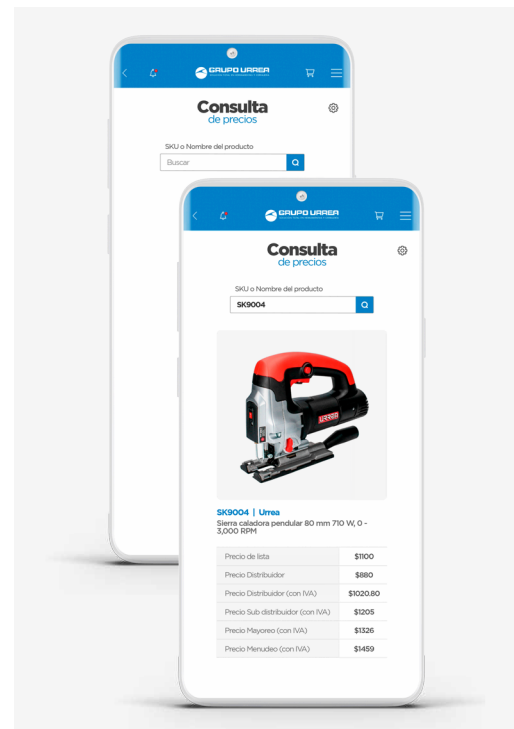 GRUPO URREA
Consulta
de precios
SKU o Nombre del producto
Buscar
GRUPO URREA
Consulta
de precios
SKU o Nombre del producto
SK9004
URREA
SK9004 | Urrea
Sierra caladora pendular 80 mm 710 W, 0 -
3,000 RPM
Precio de lista $1100
Precio Distribuidor $880
Precio Distribuidor (con IVA) $1020.80
Precio Sub distribuidor (con IVA) $1205
Precio Mayoreo (con IVA) $1326
Precio Menudeo (con IVA) $1459